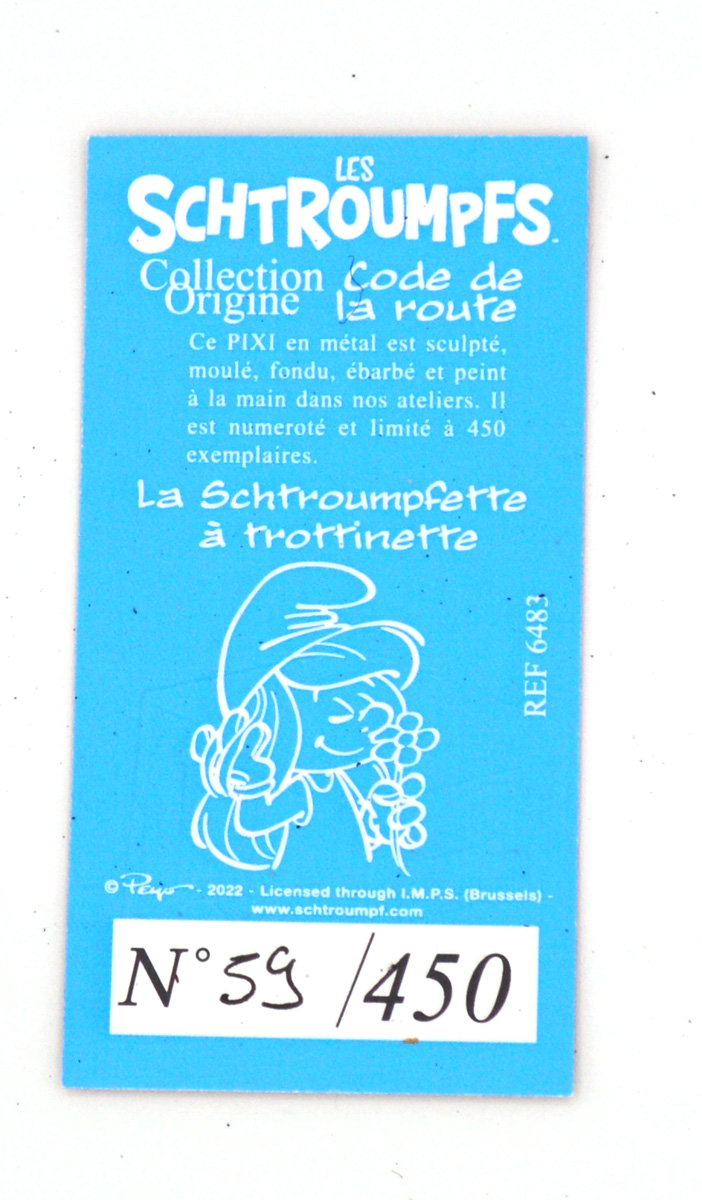 LES
SCHTROUMPFS
Collection
Origine
Code de
la route
Ce PIXI en métal est sculpté,
moulé, fondu, ébarbé et peint
à la main dans nos ateliers. Il
est numeroté et limité à 450
exemplaires.
La Schtroumpfette
à trottinette
REF 6483
© Peyo - 2022 - Licensed through I.M.P.S. (Brussels) -
www.schtroumpf.com
N° 59 /450